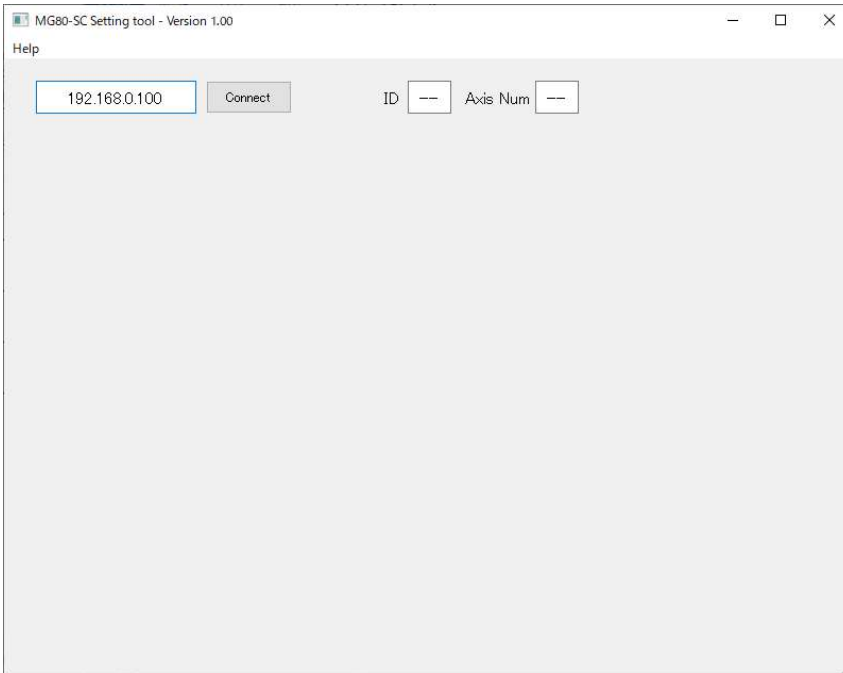 MG80-SC Setting tool - Version 1.00
Help
192.168.0.100 Connect ID -- Axis Num --